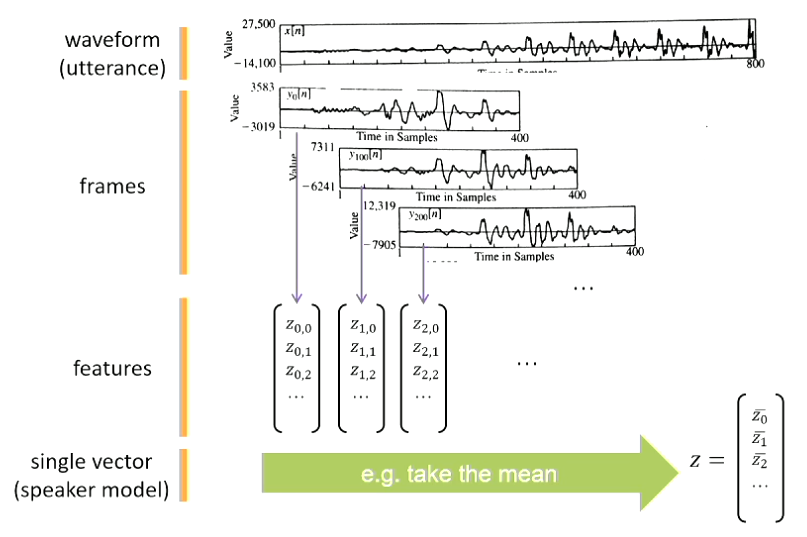 waveform
(utterance)
27,500
x[n]
Value
−14,100
800
frames
3583
y₀[n]
Value
−3019
1
Time in Samples
400
7311
y₁₀₀[n]
Value
−6241
1
Time in Samples
400
12,319
y₂₀₀[n]
Value
−7905
1
Time in Samples
400
…
features
z₀,₀ z₁,₀ z₂,₀
z₀,₁ z₁,₁ z₂,₁ …
z₀,₂ z₁,₂ z₂,₂
… … …
single vector
(speaker model)
e.g. take the mean
z =
z̄₀
z̄₁
z̄₂
…